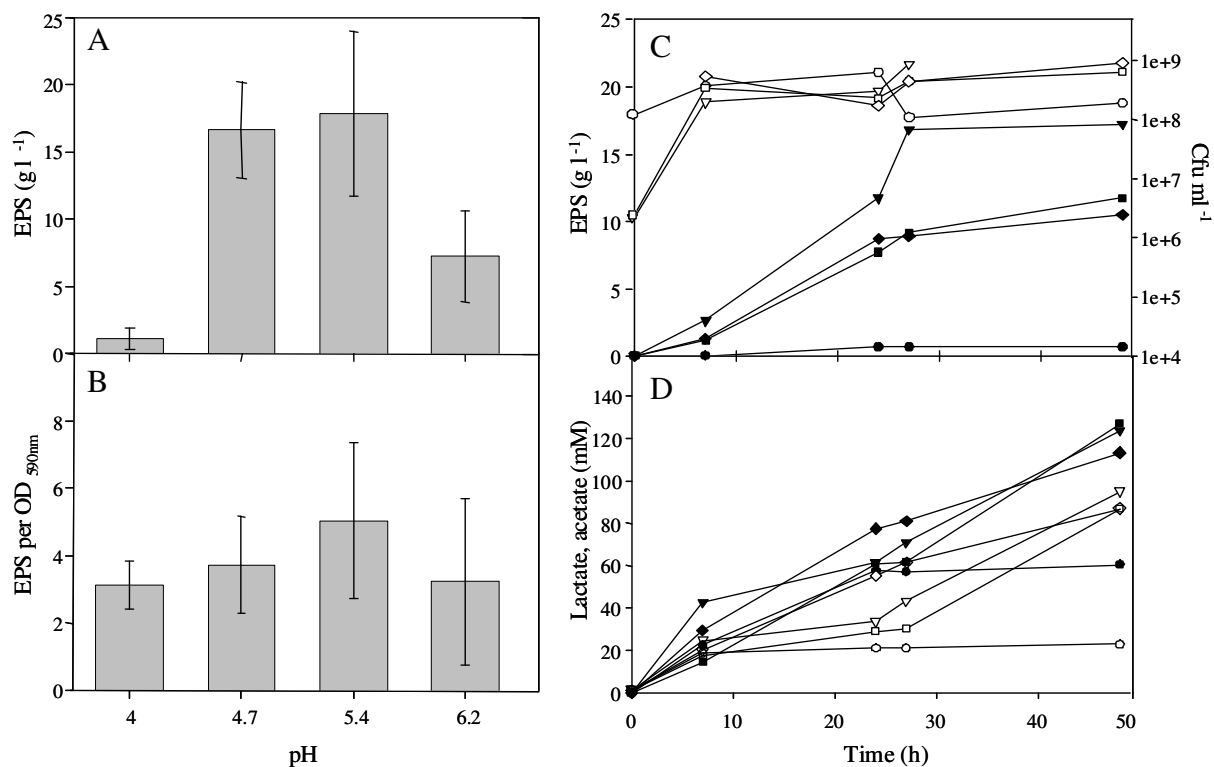 A
25
20
15
10
5
0
EPS (g l⁻¹)
B
8
6
4
2
0
EPS per OD 590nm
4 4.7 5.4 6.2
pH
C
25
20
15
10
5
0
EPS (g l⁻¹)
1e+9
1e+8
1e+7
1e+6
1e+5
1e+4
Cfu ml⁻¹
D
140
120
100
80
60
40
20
0
Lactate, acetate (mM)
0 10 20 30 40 50
Time (h)